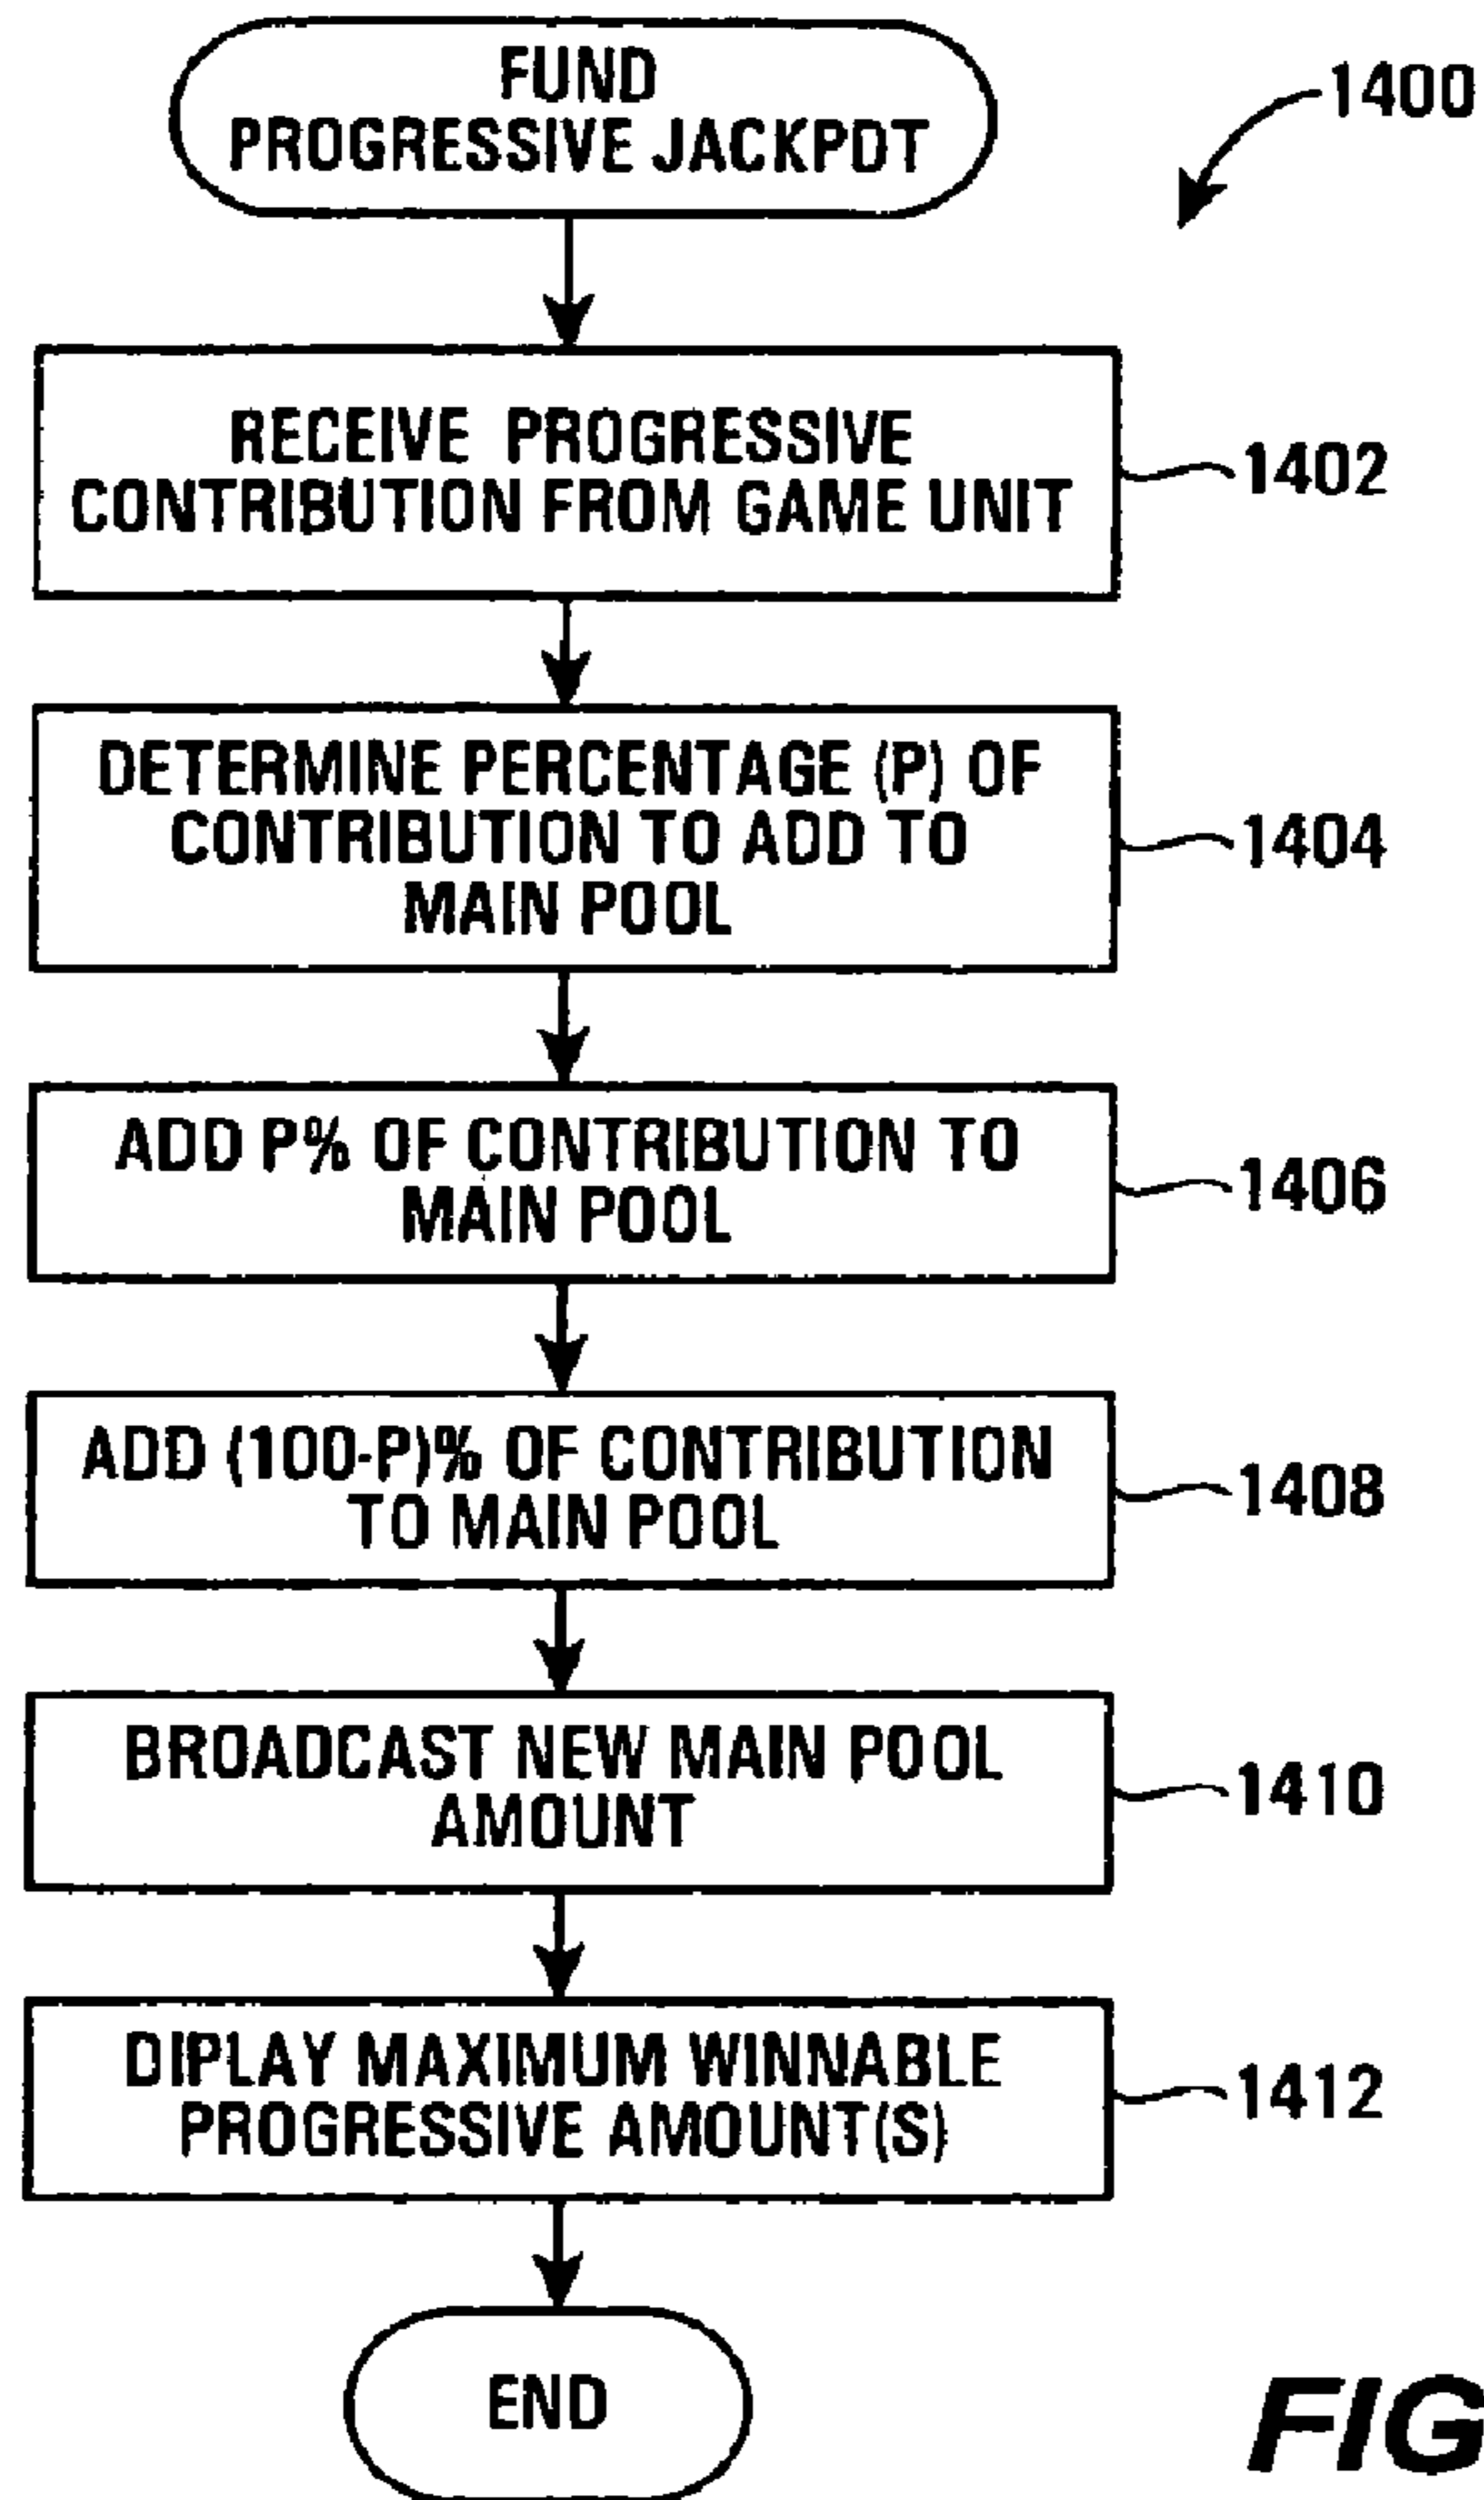 FUND
PROGRESSIVE JACKPOT
1400
RECEIVE PROGRESSIVE
CONTRIBUTION FROM GAME UNIT
1402
DETERMINE PERCENTAGE (P) OF
CONTRIBUTION TO ADD TO
MAIN POOL
1404
ADD P% OF CONTRIBUTION TO
MAIN POOL
1406
ADD (100-P)% OF CONTRIBUTION
TO MAIN POOL
1408
BROADCAST NEW MAIN POOL
AMOUNT
1410
DIPLAY MAXIMUM WINNABLE
PROGRESSIVE AMOUNT(S)
1412
END
FIG